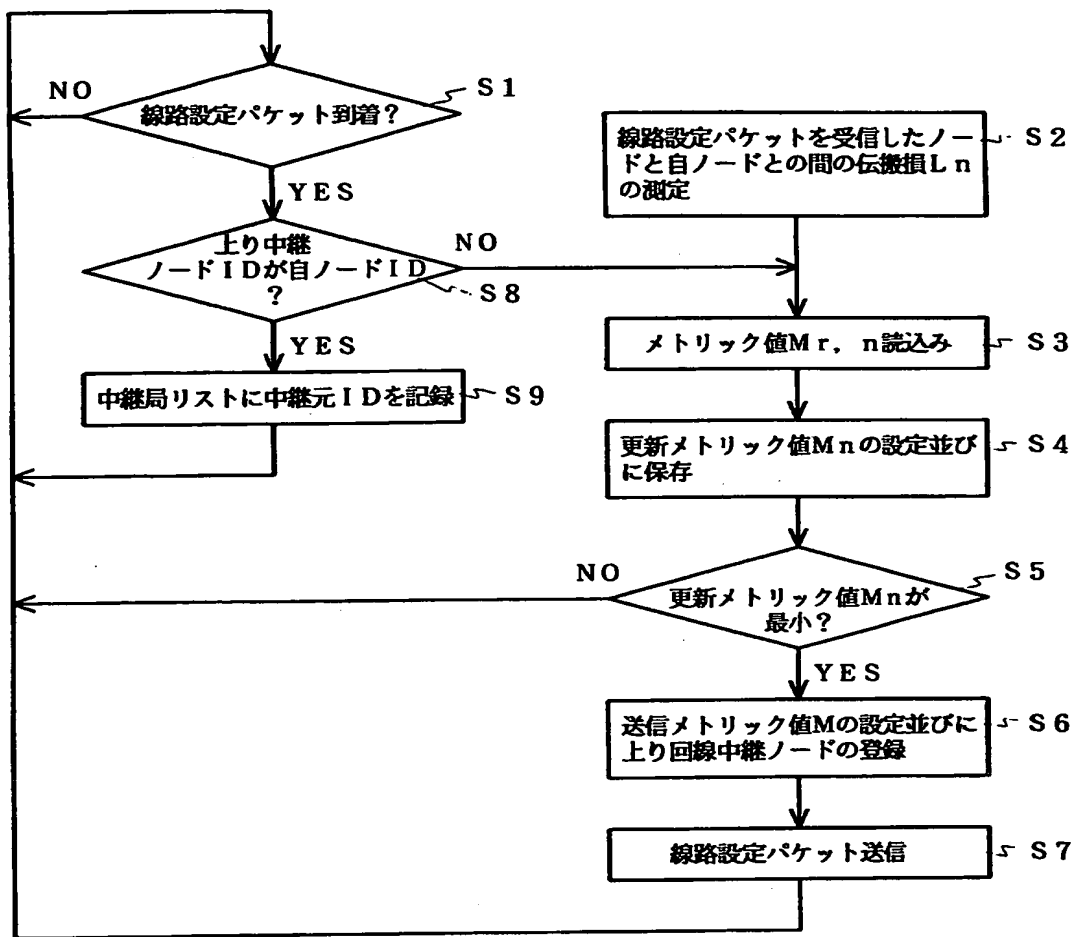 NO
線路設定パケット到着?
S1
YES
上り中継
ノードIDが自ノードID
?
NO
S8
YES
中継局リストに中継元IDを記録
S9
線路設定パケットを受信したノー
ドと自ノードとの間の伝搬損Ln
の測定
S2
メトリック値Mr,n読込み
S3
更新メトリック値Mnの設定並び
に保存
S4
NO
更新メトリック値Mnが
最小?
S5
YES
送信メトリック値Mの設定並びに
上り回線中継ノードの登録
S6
線路設定パケット送信
S7